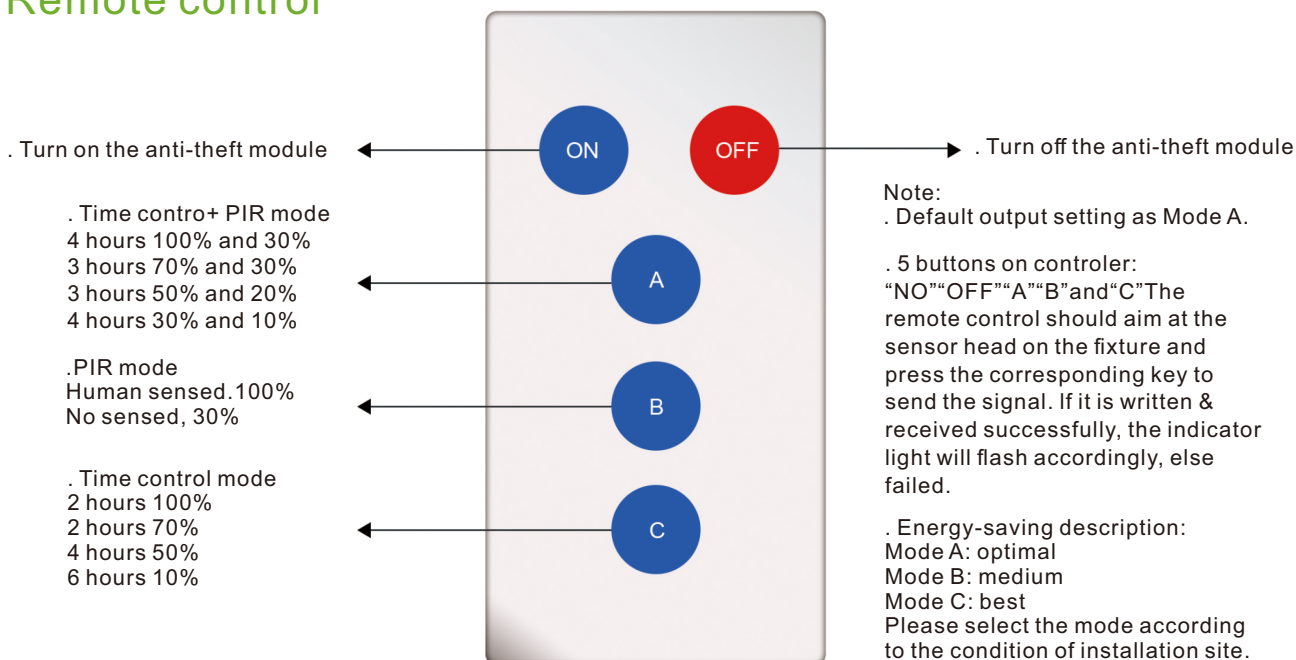 Remote control
ON
OFF
A
B
C
. Turn on the anti-theft module
. Time contro+ PIR mode
4 hours 100% and 30%
3 hours 70% and 30%
3 hours 50% and 20%
4 hours 30% and 10%
.PIR mode
Human sensed.100%
No sensed, 30%
. Time control mode
2 hours 100%
2 hours 70%
4 hours 50%
6 hours 10%
. Turn off the anti-theft module
Note:
. Default output setting as Mode A.
. 5 buttons on controler:
“NO”“OFF”“A”“B”and“C”The
remote control should aim at the
sensor head on the fixture and
press the corresponding key to
send the signal. If it is written &
received successfully, the indicator
light will flash accordingly, else
failed.
. Energy-saving description:
Mode A: optimal
Mode B: medium
Mode C: best
Please select the mode according
to the condition of installation site.